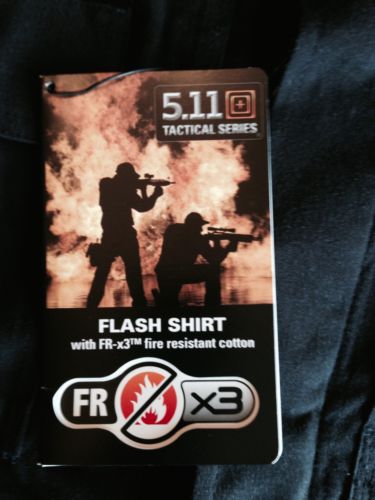 5.11
TACTICAL SERIES
FLASH SHIRT
with FR-x3™ fire resistant cotton
FR x3